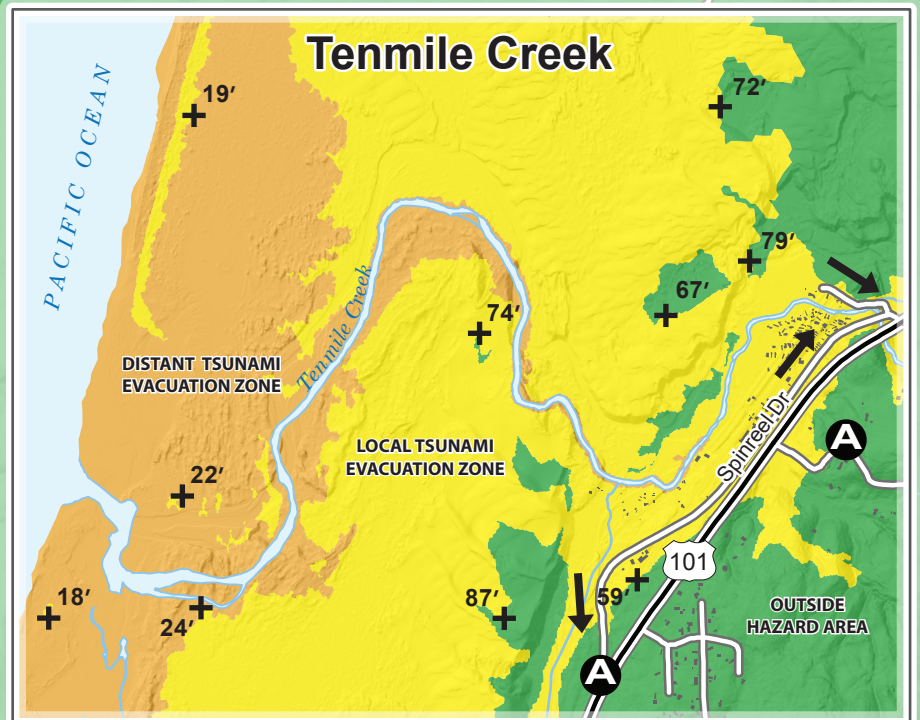 Tenmile Creek
19′
72′
PACIFIC OCEAN
79′
67′
Tenmile Creek
74′
DISTANT TSUNAMI
EVACUATION ZONE
LOCAL TSUNAMI
EVACUATION ZONE
Spinreel Dr
A
22′
101
18′
24′
87′
59′
OUTSIDE
HAZARD AREA
A